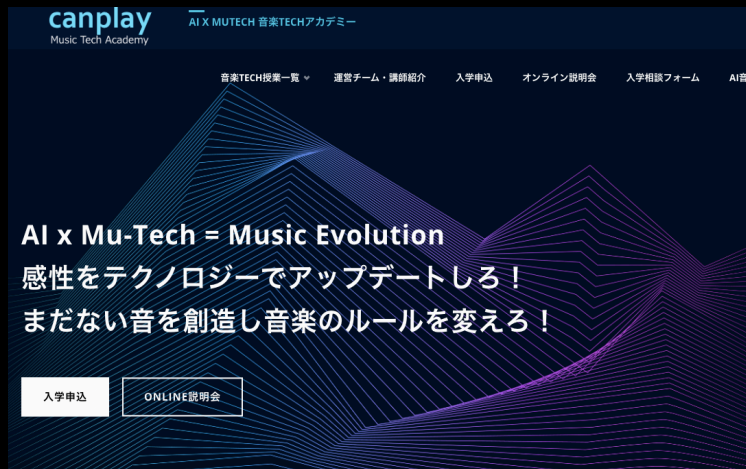 canplay
Music Tech Academy
AI X MUTECH 音楽TECHアカデミー
音楽TECH授業一覧 運営チーム・講師紹介 入学申込 オンライン説明会 入学相談フォーム AI音
AI x Mu-Tech = Music Evolution
感性をテクノロジーでアップデートしろ！
まだない音を創造し音楽のルールを変えろ！
入学申込 ONLINE説明会